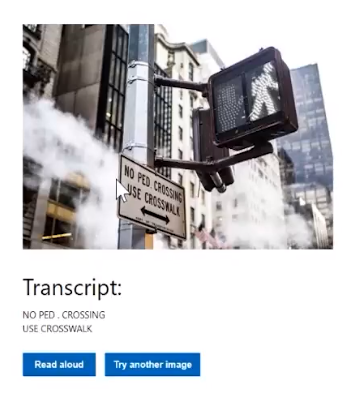 NO PED CROSSING
USE CROSSWALK
Transcript:
NO PED . CROSSING
USE CROSSWALK
Read aloud
Try another image